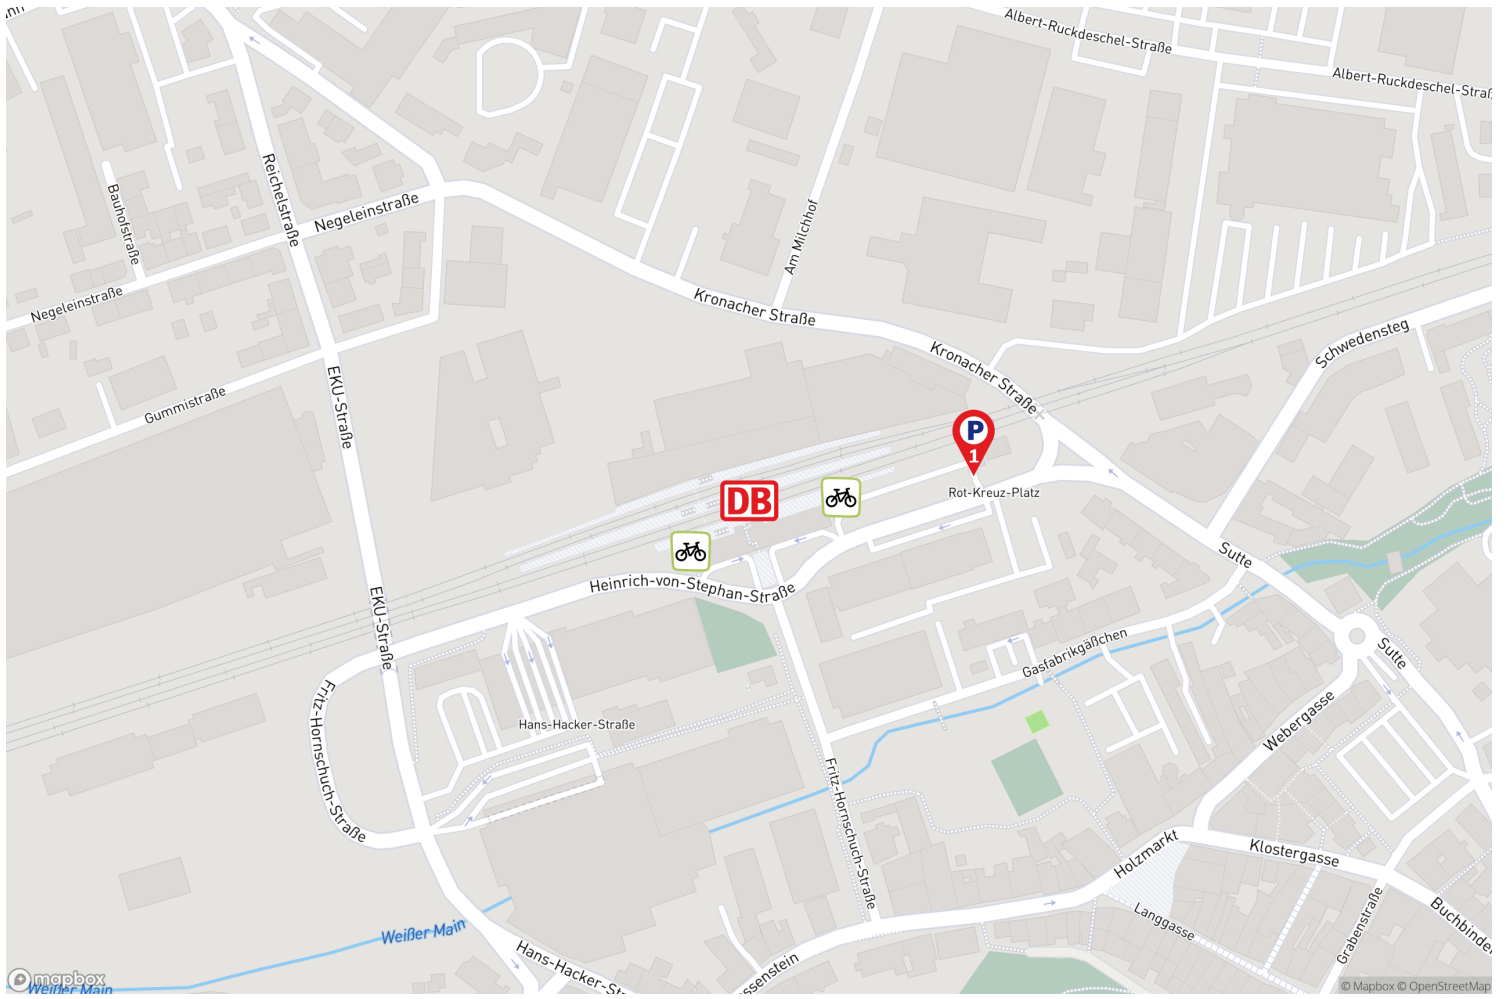 Albert-Ruckdeschel-Straße
Albert-Ruckdeschel-Straß
Reichelstraße
Bauhofstraße
Negeleinstraße
Am Milchhof
Negeleinstraße
Kronacher Straße
Schwedensteg
Kronacher Straße
EKU-Straße
Gummistraße
P
1
DB
Rot-Kreuz-Platz
Sutte
Heinrich-von-Stephan-Straße
EKU-Straße
Gasfabrikgäßchen
Sutte
Fritz-Hornschuch-Straße
Hans-Hacker-Straße
Webergasse
Fritz-Hornschuch-Straße
Holzmarkt
Klostergasse
Langgasse
Grabenstraße
Buchbinder
Weißer Main
Hans-Hacker-Str
ssenstein
mapbox
Weißer Main
© Mapbox © OpenStreetMap